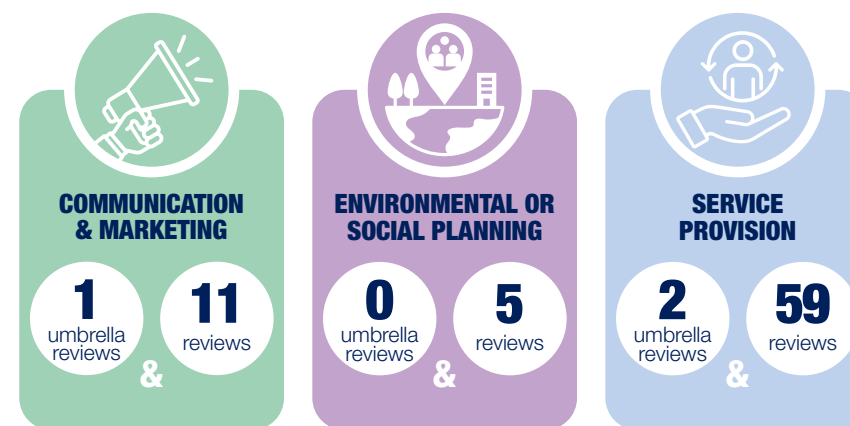 COMMUNICATION
& MARKETING
1
umbrella
reviews
&
11
reviews
ENVIRONMENTAL OR
SOCIAL PLANNING
0
umbrella
reviews
&
5
reviews
SERVICE
PROVISION
2
umbrella
reviews
&
59
reviews